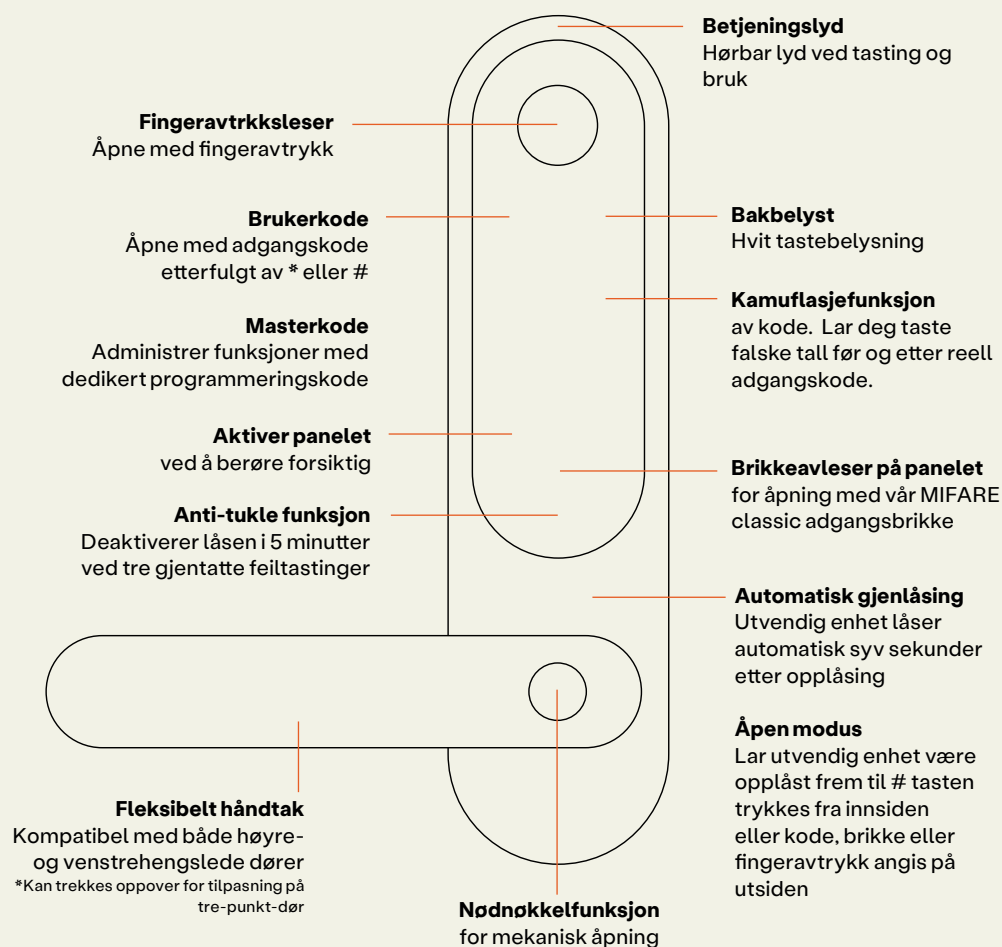 Betjeningslyd
Hørbar lyd ved tasting og
bruk
Fingeravtrkksleser
Åpne med fingeravtrykk
Brukerkode
Åpne med adgangskode
etterfulgt av * eller #
Bakbelyst
Hvit tastebelysning
Masterkode
Administrer funksjoner med
dedikert programmeringskode
Kamuflasjefunksjon
av kode. Lar deg taste
falske tall før og etter reell
adgangskode.
Aktiver panelet
ved å berøre forsiktig
Brikkeavleser på panelet
for åpning med vår MIFARE
classic adgangsbrikke
Anti-tukle funksjon
Deaktiverer låsen i 5 minutter
ved tre gjentatte feiltastinger
Automatisk gjenlåsing
Utvendig enhet låser
automatisk syv sekunder
etter opplåsing
Åpen modus
Lar utvendig enhet være
opplåst frem til # tasten
trykkes fra innsiden
eller kode, brikke eller
fingeravtrykk angis på
utsiden
Fleksibelt håndtak
Kompatibel med både høyre-
og venstrehengslede dører
*Kan trekkes oppover for tilpasning på
tre-punkt-dør
Nødnøkkelfunksjon
for mekanisk åpning